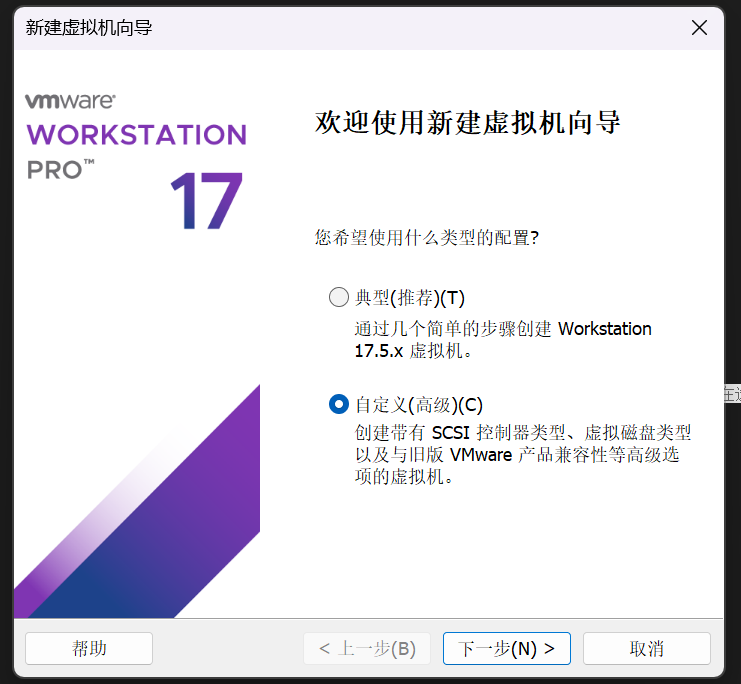 新建虚拟机向导
vmware®
WORKSTATION
PRO™
17
欢迎使用新建虚拟机向导
您希望使用什么类型的配置?
典型(推荐)(T)
通过几个简单的步骤创建 Workstation
17.5.x 虚拟机。
自定义(高级)(C)
创建带有 SCSI 控制器类型、虚拟磁盘类型
以及与旧版 VMware 产品兼容性等高级选
项的虚拟机。
帮助
< 上一步(B)
下一步(N) >
取消